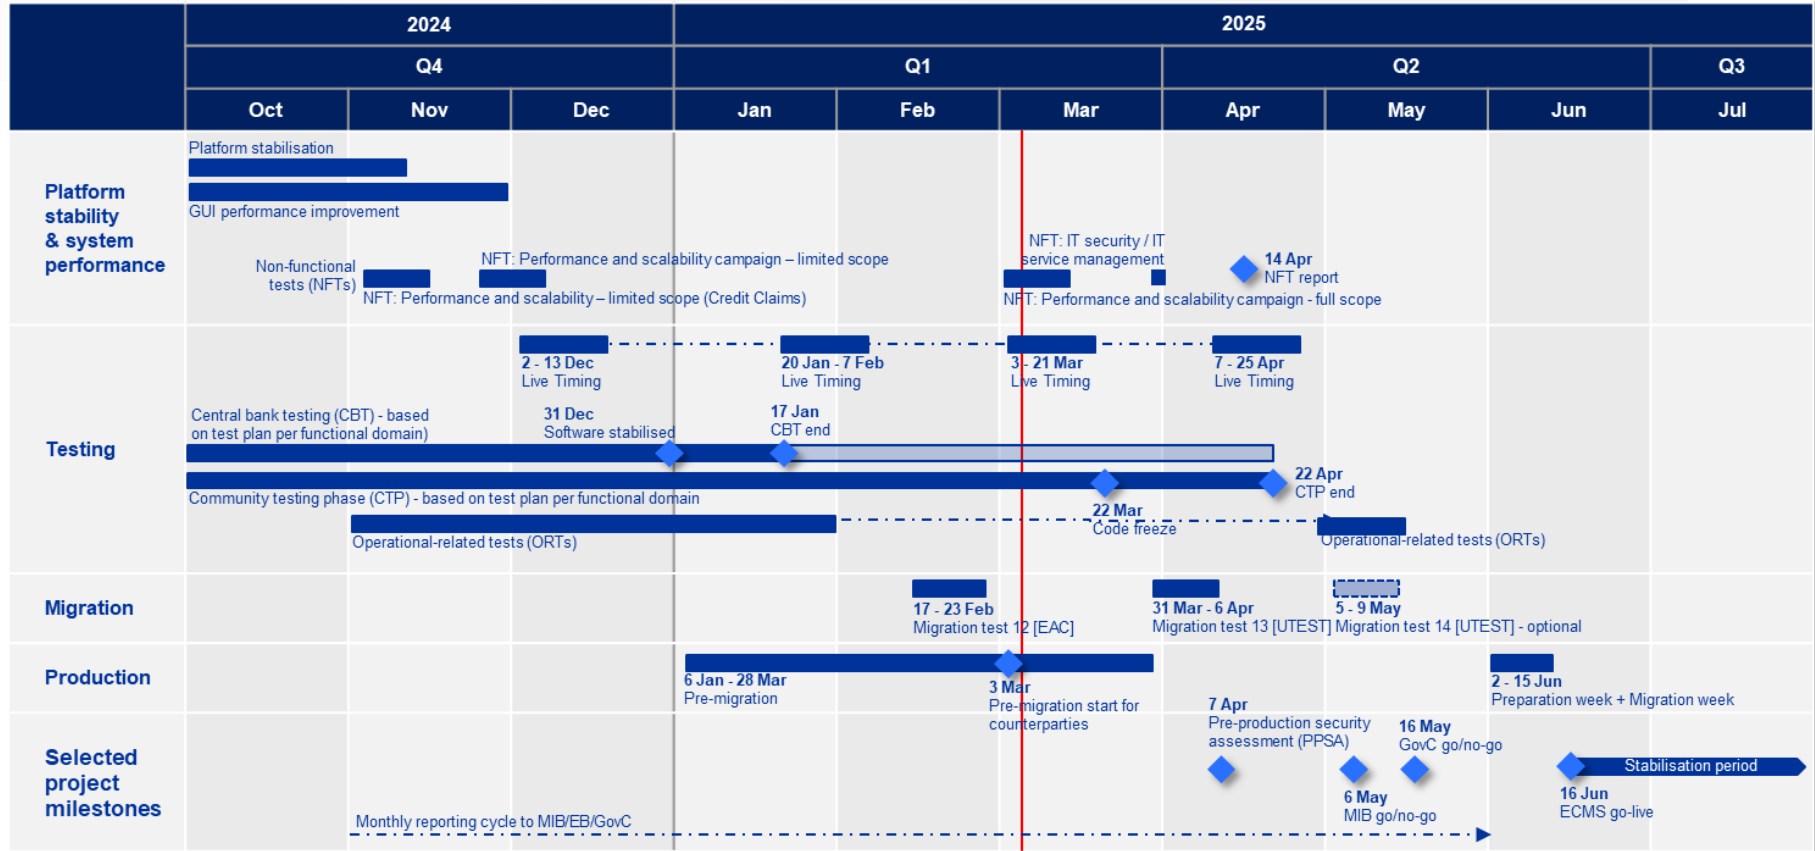 2024
2025
Q4
Q1
Q2
Q3
Oct
Nov
Dec
Jan
Feb
Mar
Apr
May
Jun
Jul
Platform
stability
& system
performance
Platform stabilisation
GUI performance improvement
Non-functional
tests (NFTs)
NFT: Performance and scalability campaign – limited scope
NFT: Performance and scalability – limited scope (Credit Claims)
NFT: IT security / IT
service management
NFT: Performance and scalability campaign - full scope
14 Apr
NFT report
Testing
2 - 13 Dec
Live Timing
20 Jan - 7 Feb
Live Timing
3 - 21 Mar
Live Timing
7 - 25 Apr
Live Timing
Central bank testing (CBT) - based
on test plan per functional domain)
31 Dec
Software stabilised
17 Jan
CBT end
Community testing phase (CTP) - based on test plan per functional domain
22 Apr
CTP end
22 Mar
Code freeze
Operational-related tests (ORTs)
Operational-related tests (ORTs)
Migration
17 - 23 Feb
Migration test 12 [EAC]
31 Mar - 6 Apr
Migration test 13 [UTEST]
5 - 9 May
Migration test 14 [UTEST] - optional
Production
6 Jan - 28 Mar
Pre-migration
3 Mar
Pre-migration start for
counterparties
2 - 15 Jun
Preparation week + Migration week
Selected
project
milestones
7 Apr
Pre-production security
assessment (PPSA)
16 May
GovC go/no-go
6 May
MIB go/no-go
Stabilisation period
16 Jun
ECMS go-live
Monthly reporting cycle to MIB/EB/GovC